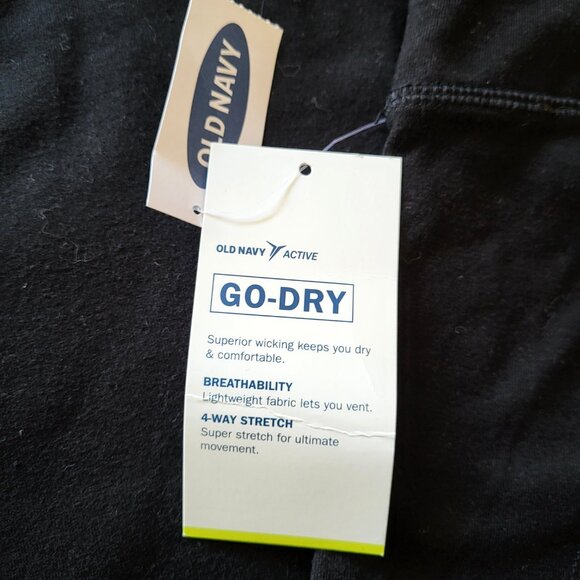 OLD NAVY
OLD NAVY ACTIVE
GO-DRY
Superior wicking keeps you dry
& comfortable.
BREATHABILITY
Lightweight fabric lets you vent.
4-WAY STRETCH
Super stretch for ultimate
movement.